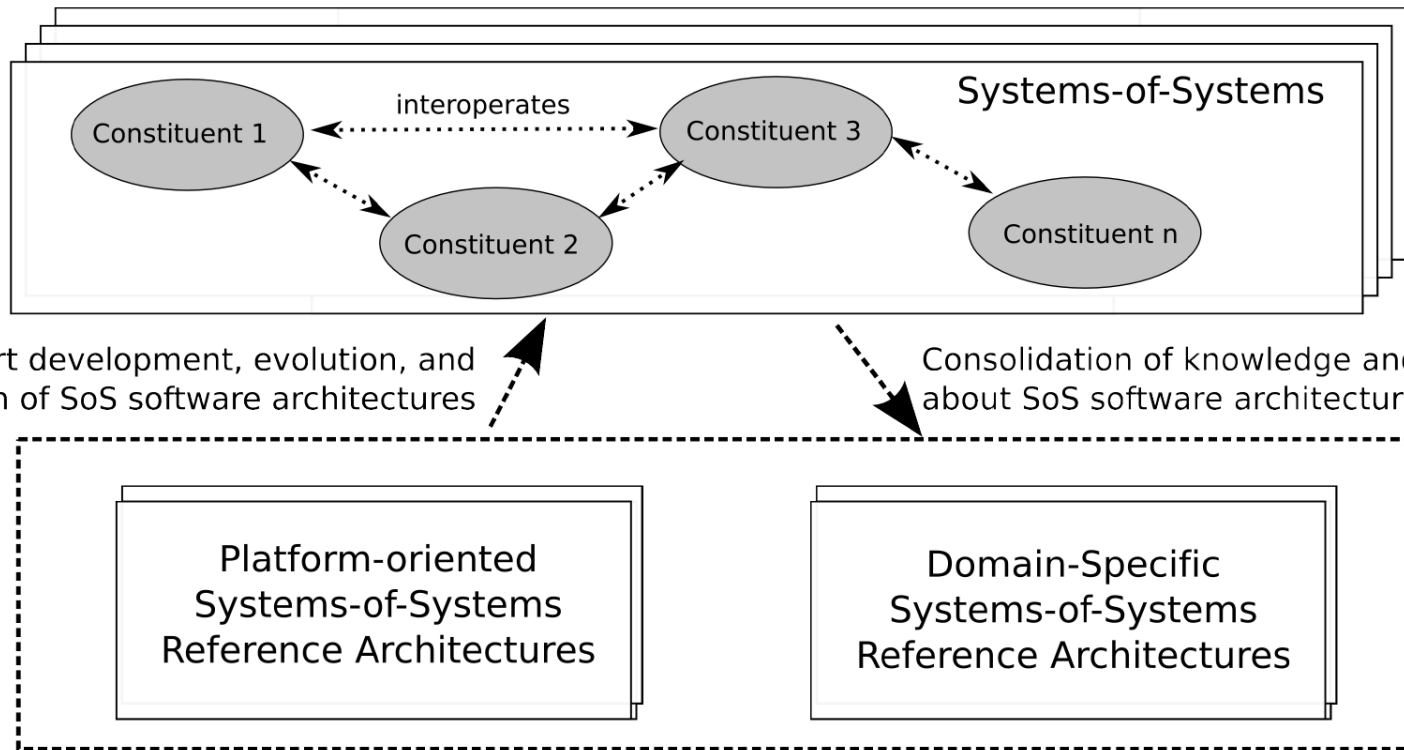 Systems-of-Systems
interoperates
Constituent 1
Constituent 3
Constituent 2
Constituent n
development, evolution, and
of SoS software architectures
Consolidation of knowledge
about SoS software
Platform-oriented
Systems-of-Systems
Reference Architectures
Domain-Specific
Systems-of-Systems
Reference Architectures